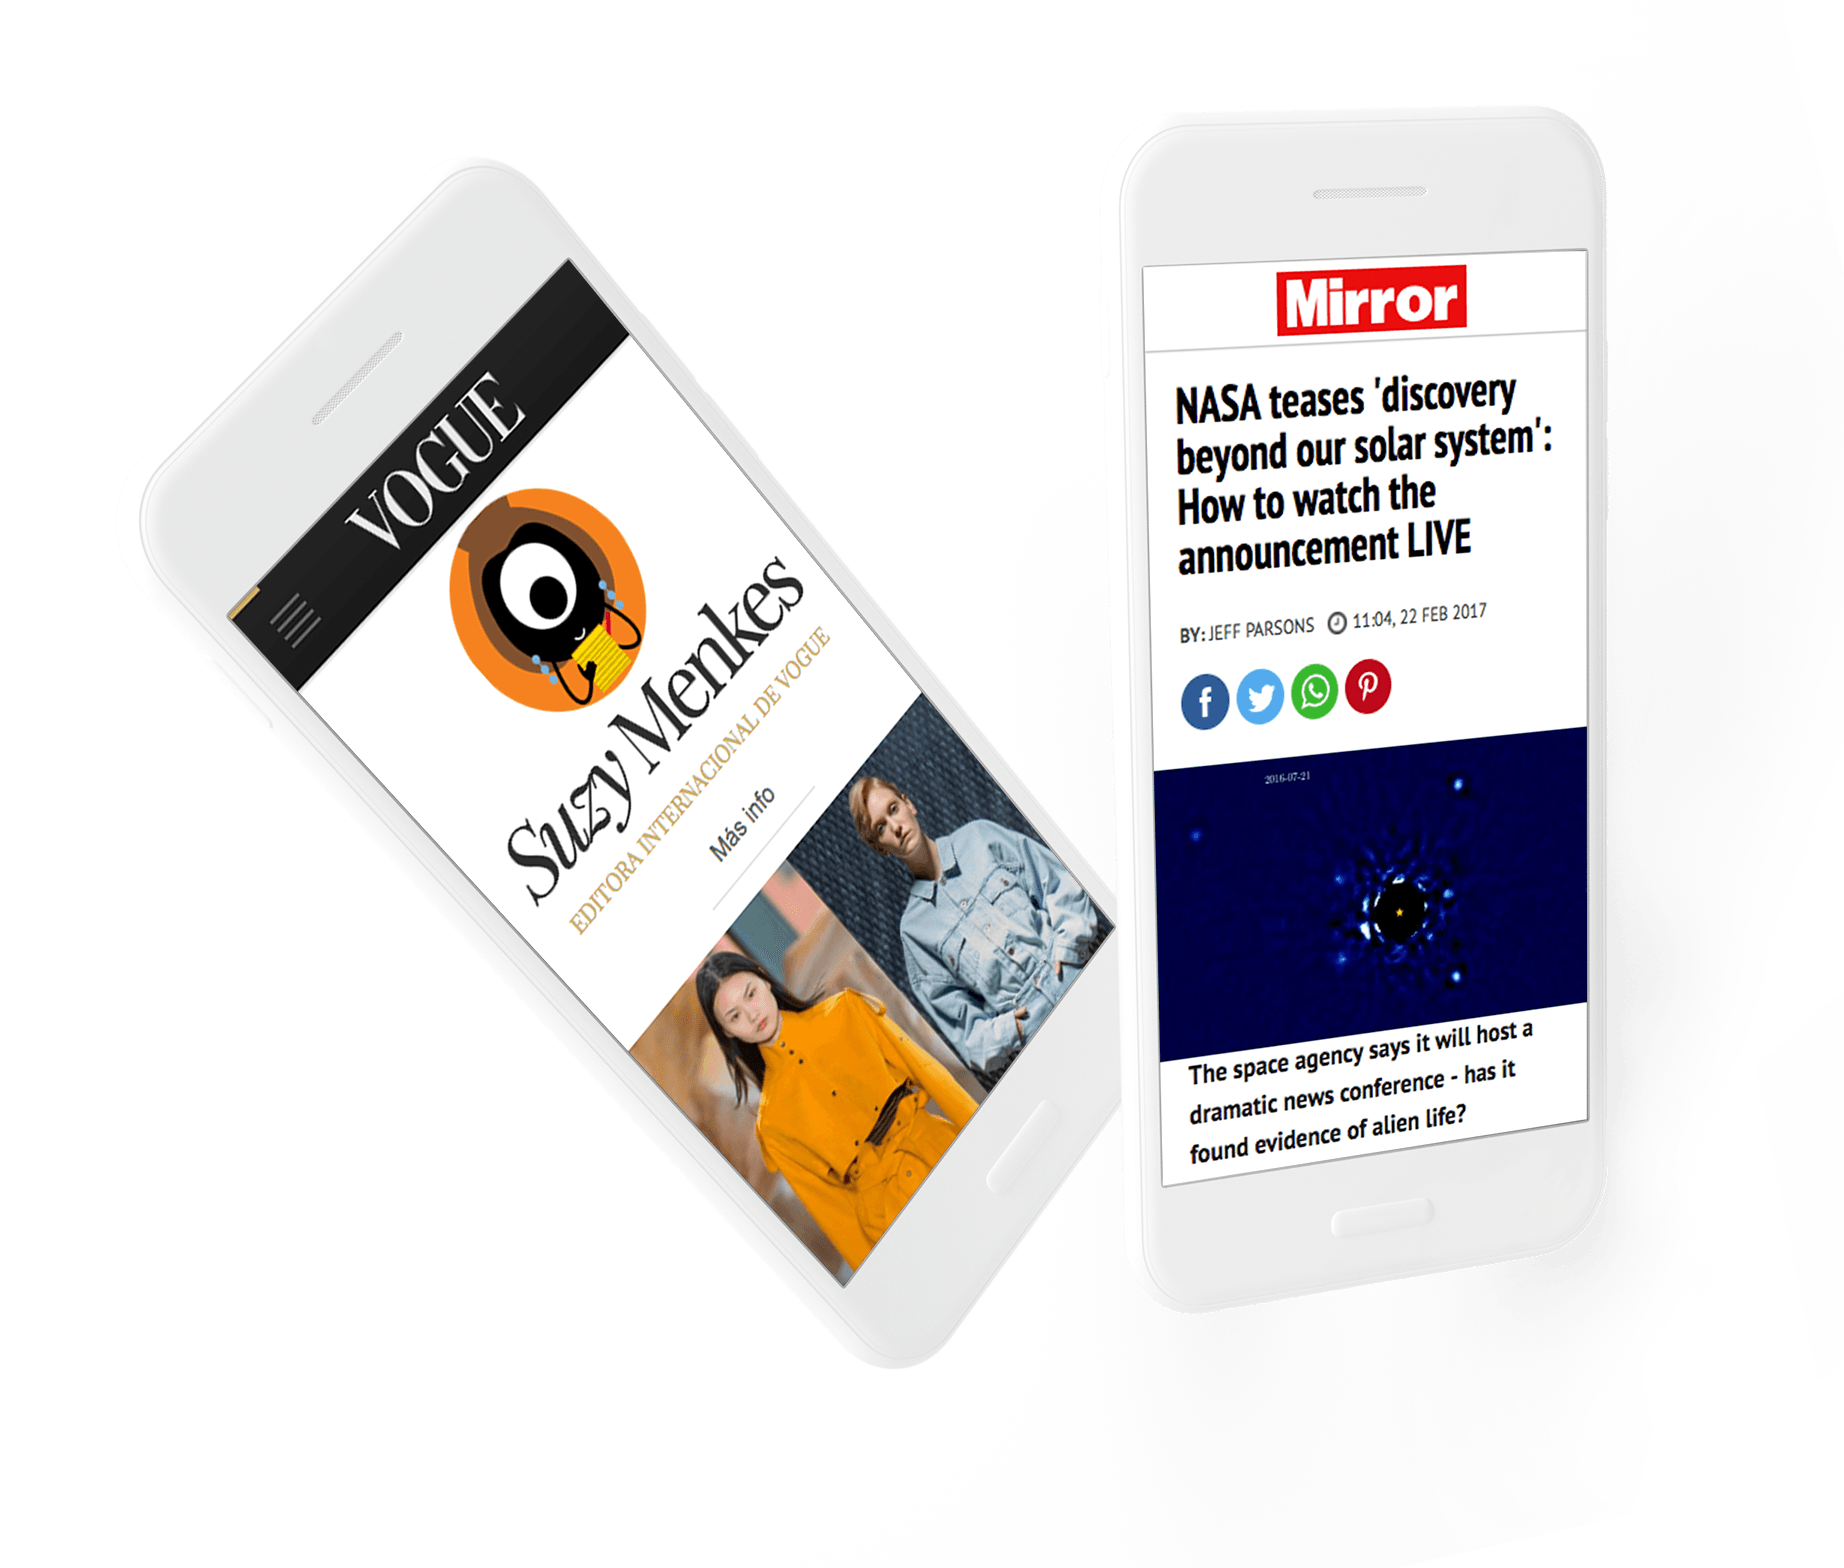 VOGUE
Suzy Menkes
EDITORA INTERNACIONAL DE VOGUE
Más info
Mirror
NASA teases 'discovery
beyond our solar system':
How to watch the
announcement LIVE
BY: JEFF PARSONS 11:04, 22 FEB 2017
2016-07-21
The space agency says it will host a
dramatic news conference - has it
found evidence of alien life?